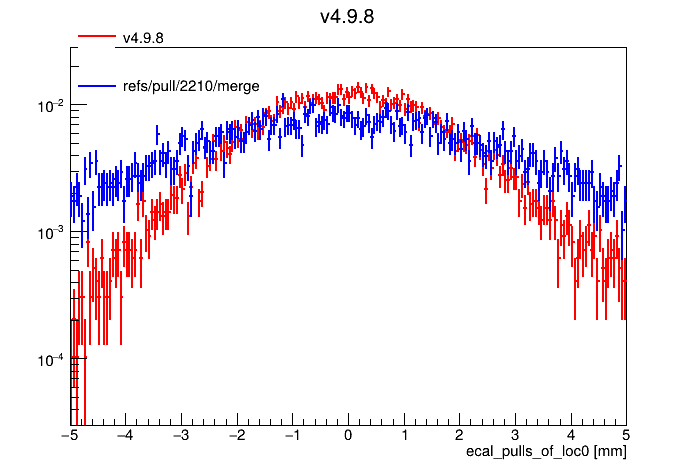 v4.9.8
v4.9.8
refs/pull/2210/merge
10−2
10−3
10−4
−5 −4 −3 −2 −1 0 1 2 3 4 5
ecal_pulls_of_loc0 [mm]